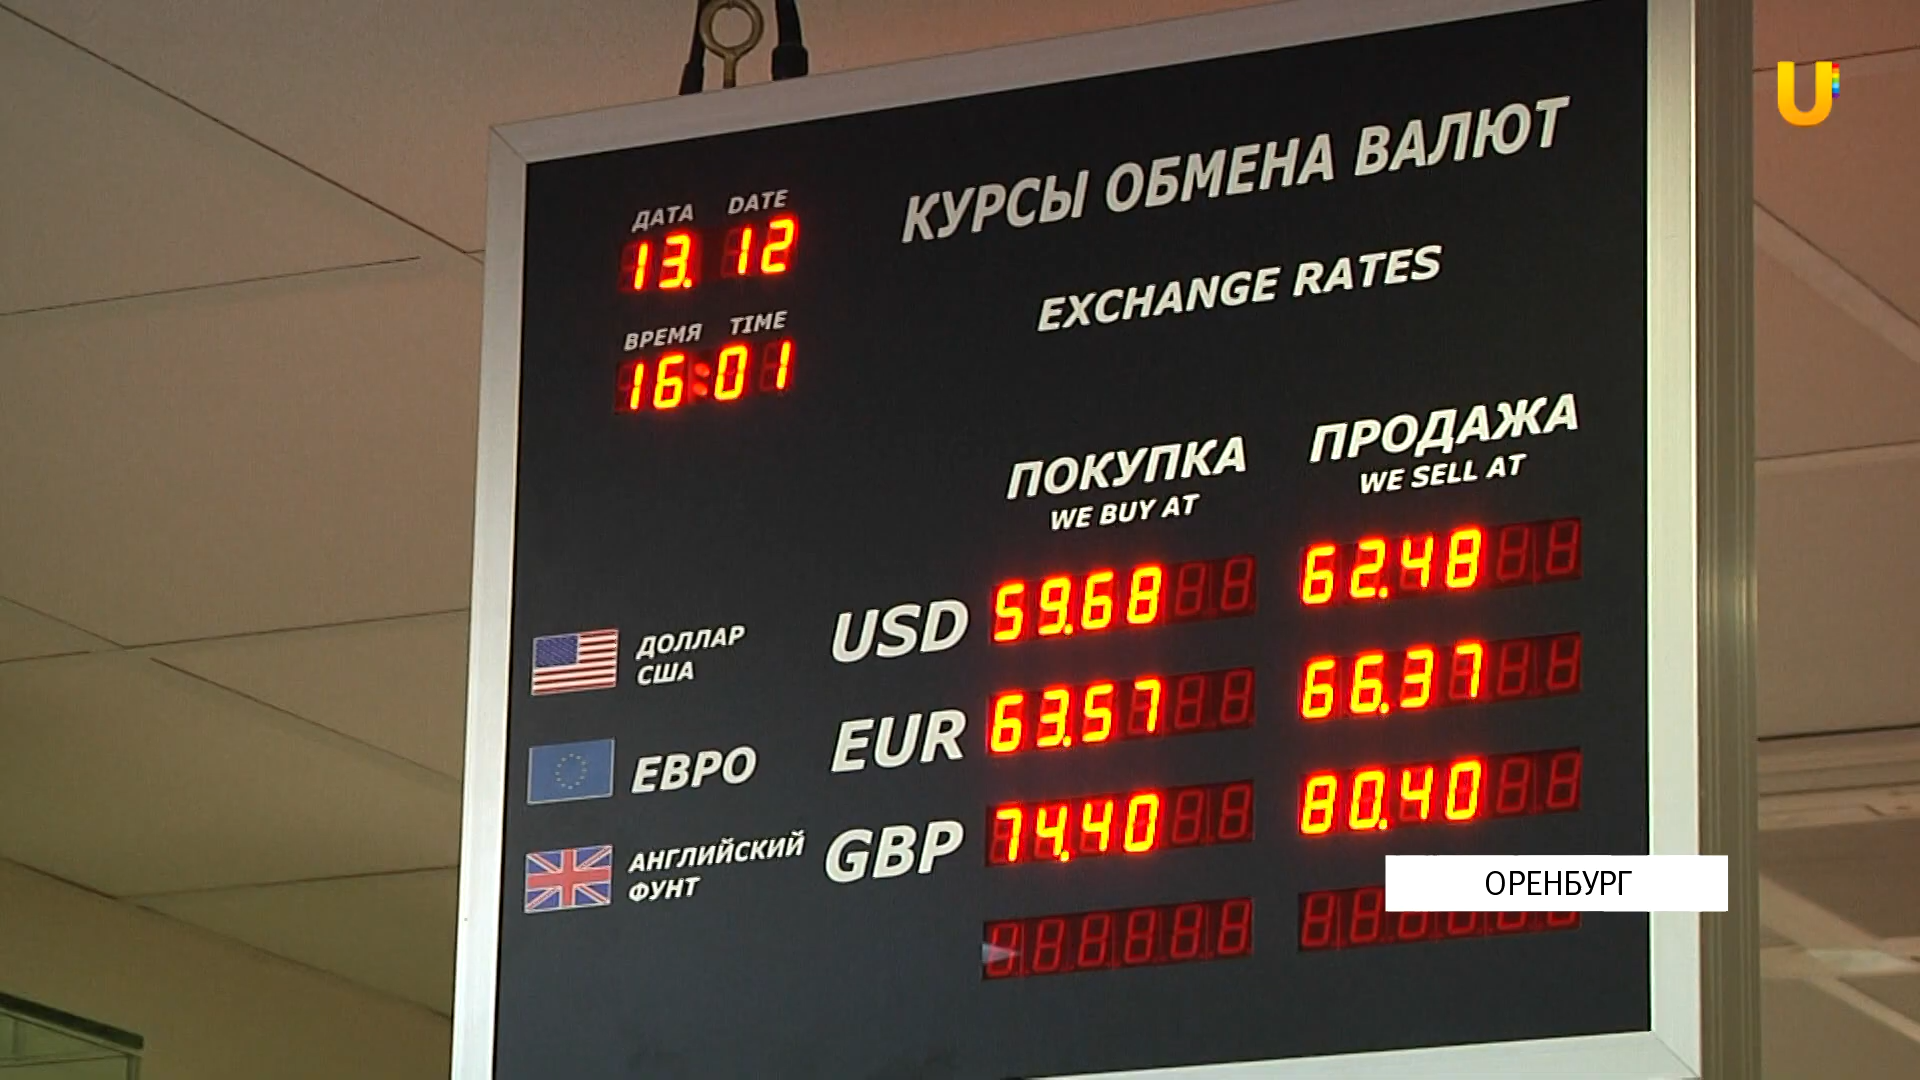 U
КУРСЫ ОБМЕНА ВАЛЮТ
EXCHANGE RATES
ДАТА DATE
13. 12
ВРЕМЯ TIME
16:01
ПОКУПКА ПРОДАЖА
WE BUY AT WE SELL AT
ДОЛЛАР США USD 59.68 62.48
ЕВРО EUR 63.57 66.37
АНГЛИЙСКИЙ ФУНТ GBP 74.40 80.40
ОРЕНБУРГ